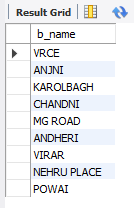 Result Grid
b_name
VRCE
ANJNI
KAROLBAGH
CHANDNI
MG ROAD
ANDHERI
VIRAR
NEHRU PLACE
POWAI